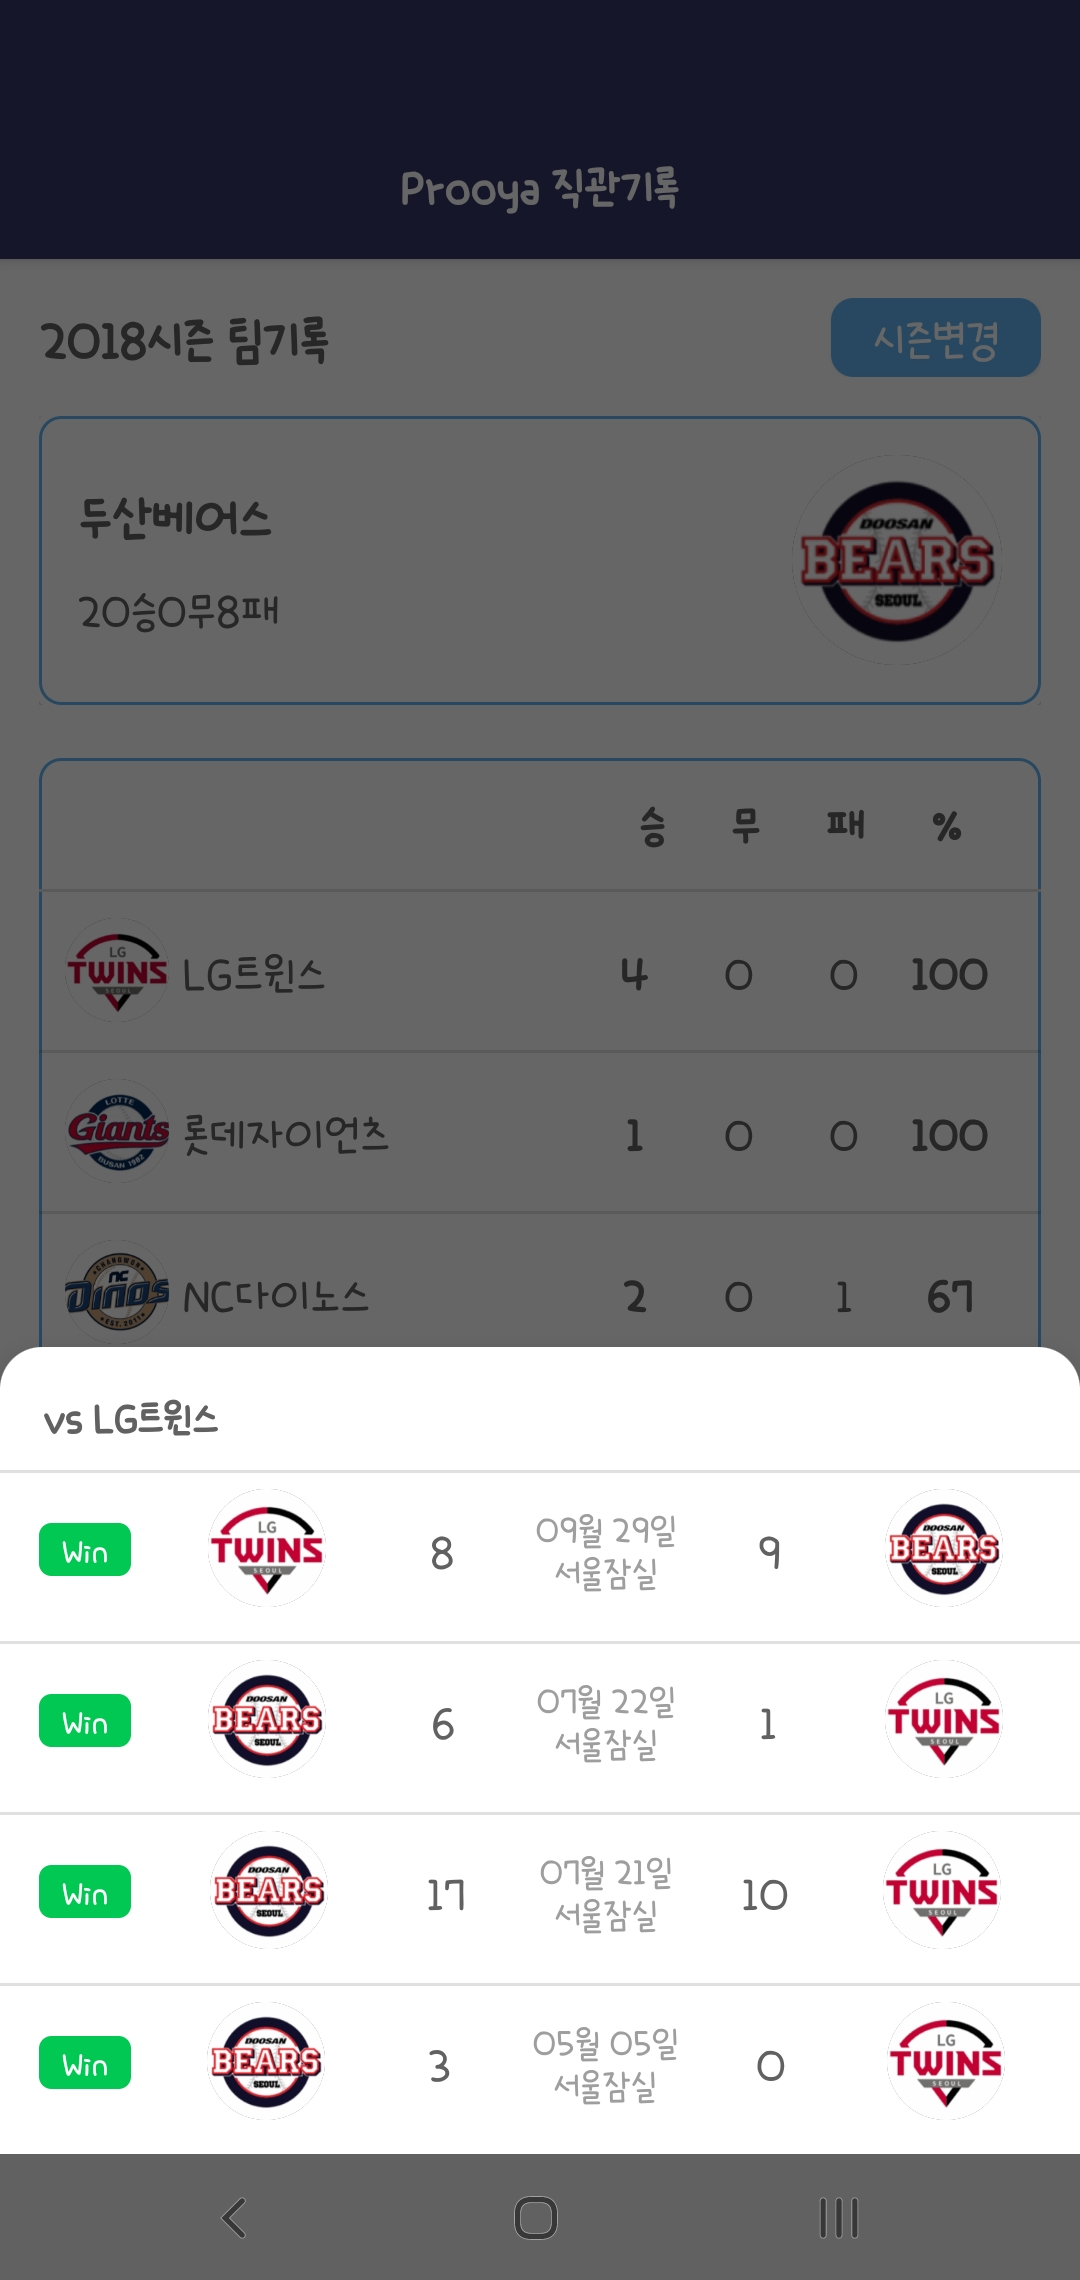 Prooya 직관기록
2018시즌 팀기록
시즌변경
두산베어스
20승0무8패
DOOSAN
BEARS
SEOUL
승 무 패 %
LG TWINS SEOUL LG트윈스 4 0 0 100
LOTTE Giants BUSAN 1982 롯데자이언츠 1 0 0 100
CHANGWON NC DINOS EST. 2011 NC다이노스 2 0 1 67
vs LG트윈스
Win LG TWINS SEOUL 8 09월 29일 9 DOOSAN BEARS SEOUL
서울잠실
Win DOOSAN BEARS SEOUL 6 07월 22일 1 LG TWINS SEOUL
서울잠실
Win DOOSAN BEARS SEOUL 17 07월 21일 10 LG TWINS SEOUL
서울잠실
Win DOOSAN BEARS SEOUL 3 05월 05일 0 LG TWINS SEOUL
서울잠실